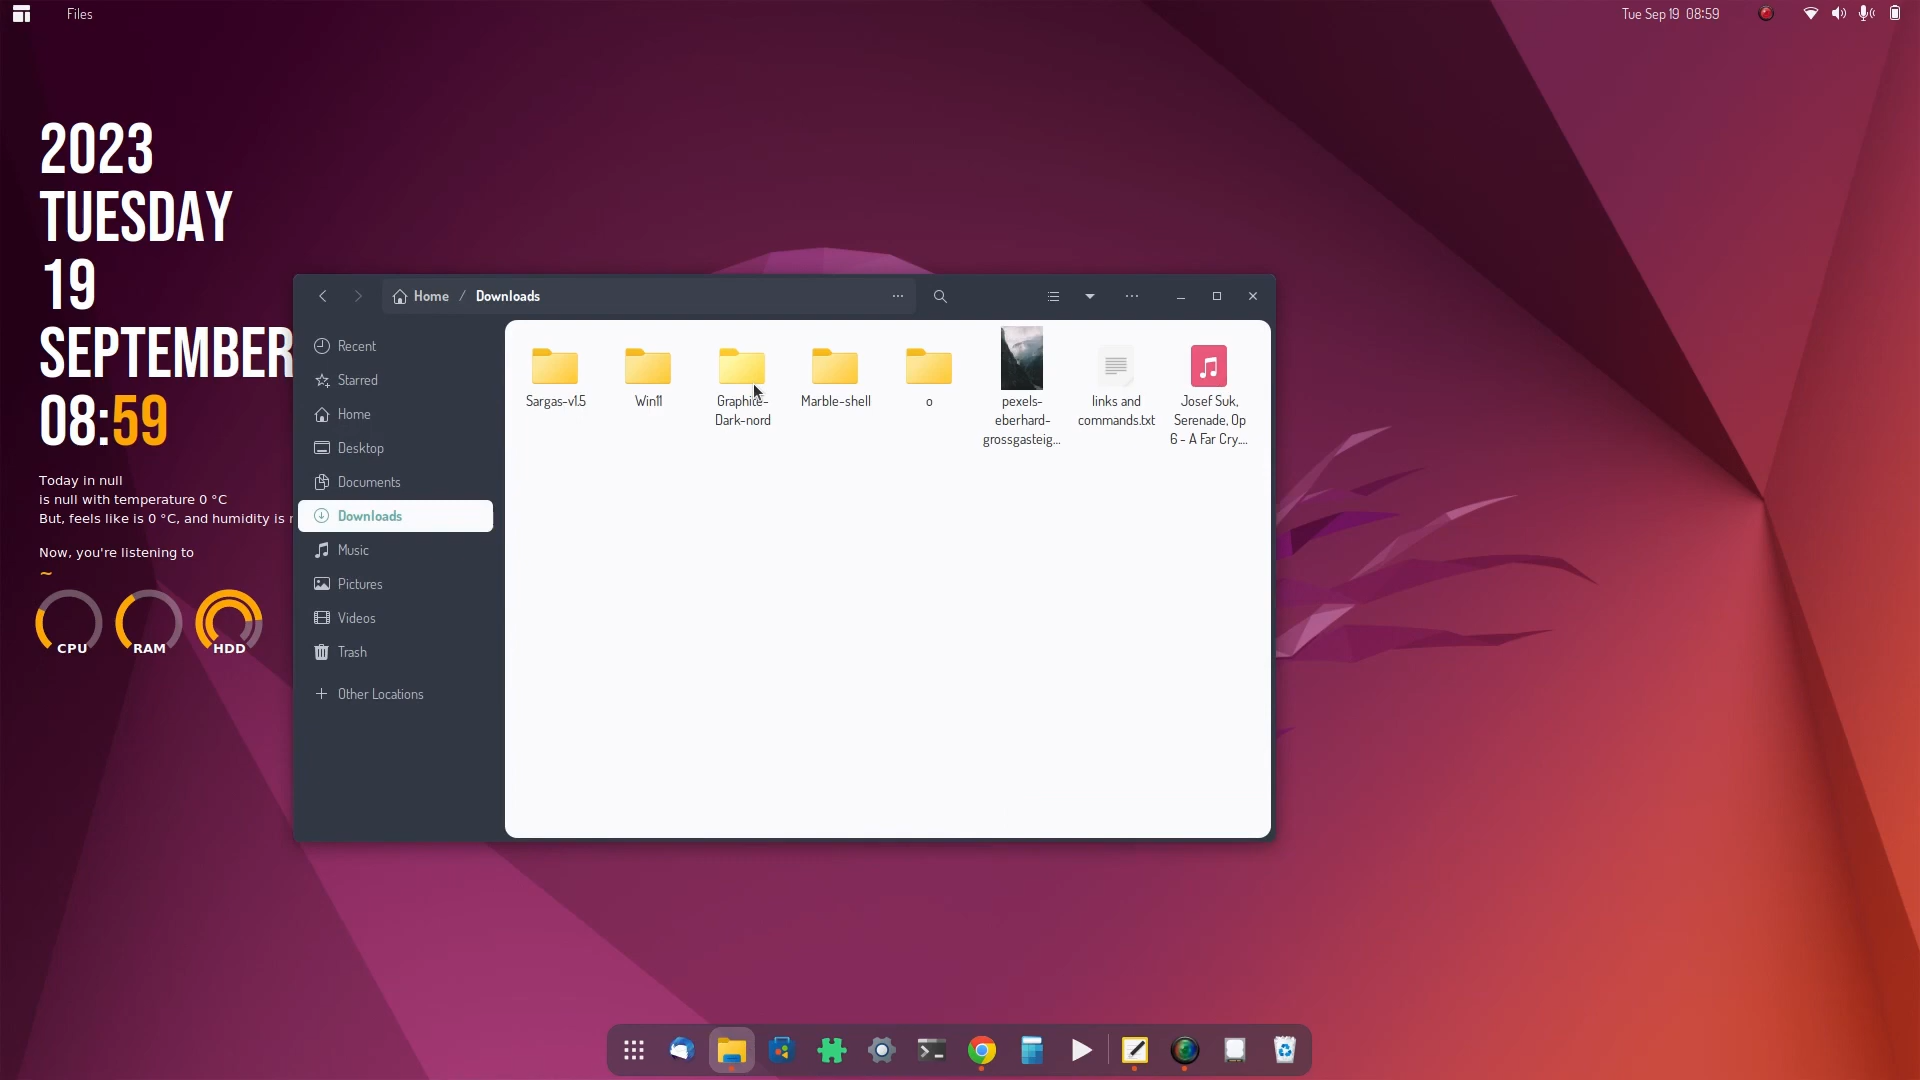 Files
Tue Sep 19 08:59
2023
TUESDAY
19
SEPTEMBER
08:59
Today in null
is null with temperature 0 °C
But, feels like is 0 °C, and humidity is
Now, you're listening to
~
CPU RAM HDD
Home / Downloads
Recent
Starred
Home
Desktop
Documents
Downloads
Music
Pictures
Videos
Trash
Other Locations
Sargas-v1.5
Win11
Graphite-
Dark-nord
Marble-shell
o
pexels-
eberhard-
grossgasteig...
links and
commands.txt
Josef Suk,
Serenade, Op
6 - A Far Cry....